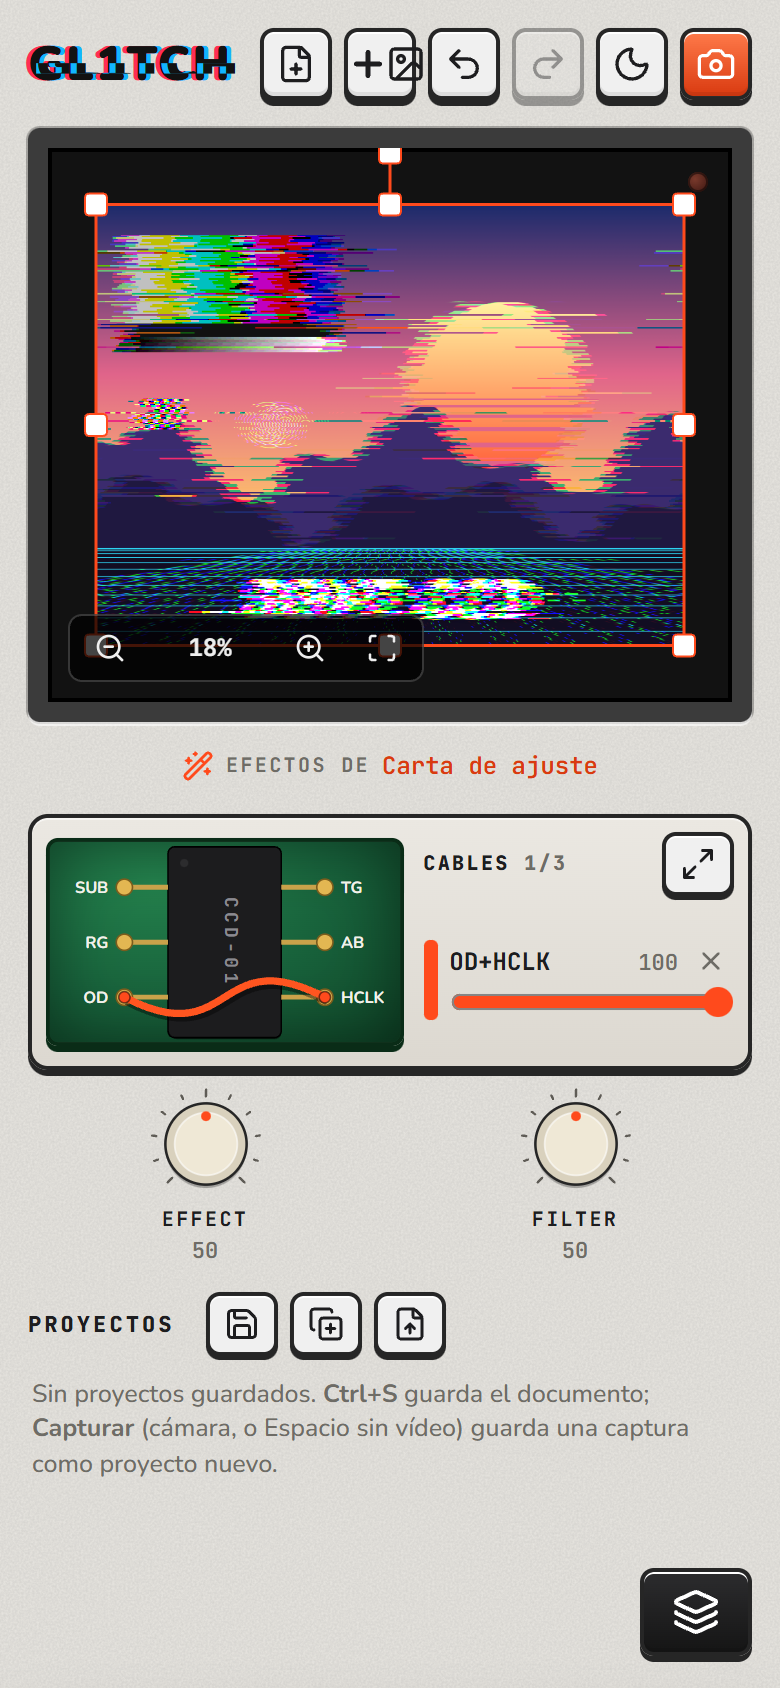 GL1TCH
18%
EFECTOS DE Carta de ajuste
SUB
TG
RG
AB
OD
HCLK
CCD-01
CABLES 1/3
OD+HCLK 100
EFFECT
50
FILTER
50
PROYECTOS
Sin proyectos guardados. Ctrl+S guarda el documento;
Capturar (cámara, o Espacio sin vídeo) guarda una captura
como proyecto nuevo.